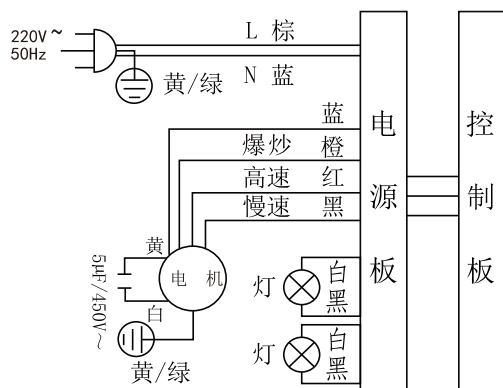 220V~
50Hz
L 棕
N 蓝
黄/绿
蓝
爆炒 橙
高速 红
慢速 黑
黄
电机
白
5μF/450V~
黄/绿
灯
白
黑
灯
白
黑
电源板
控制板